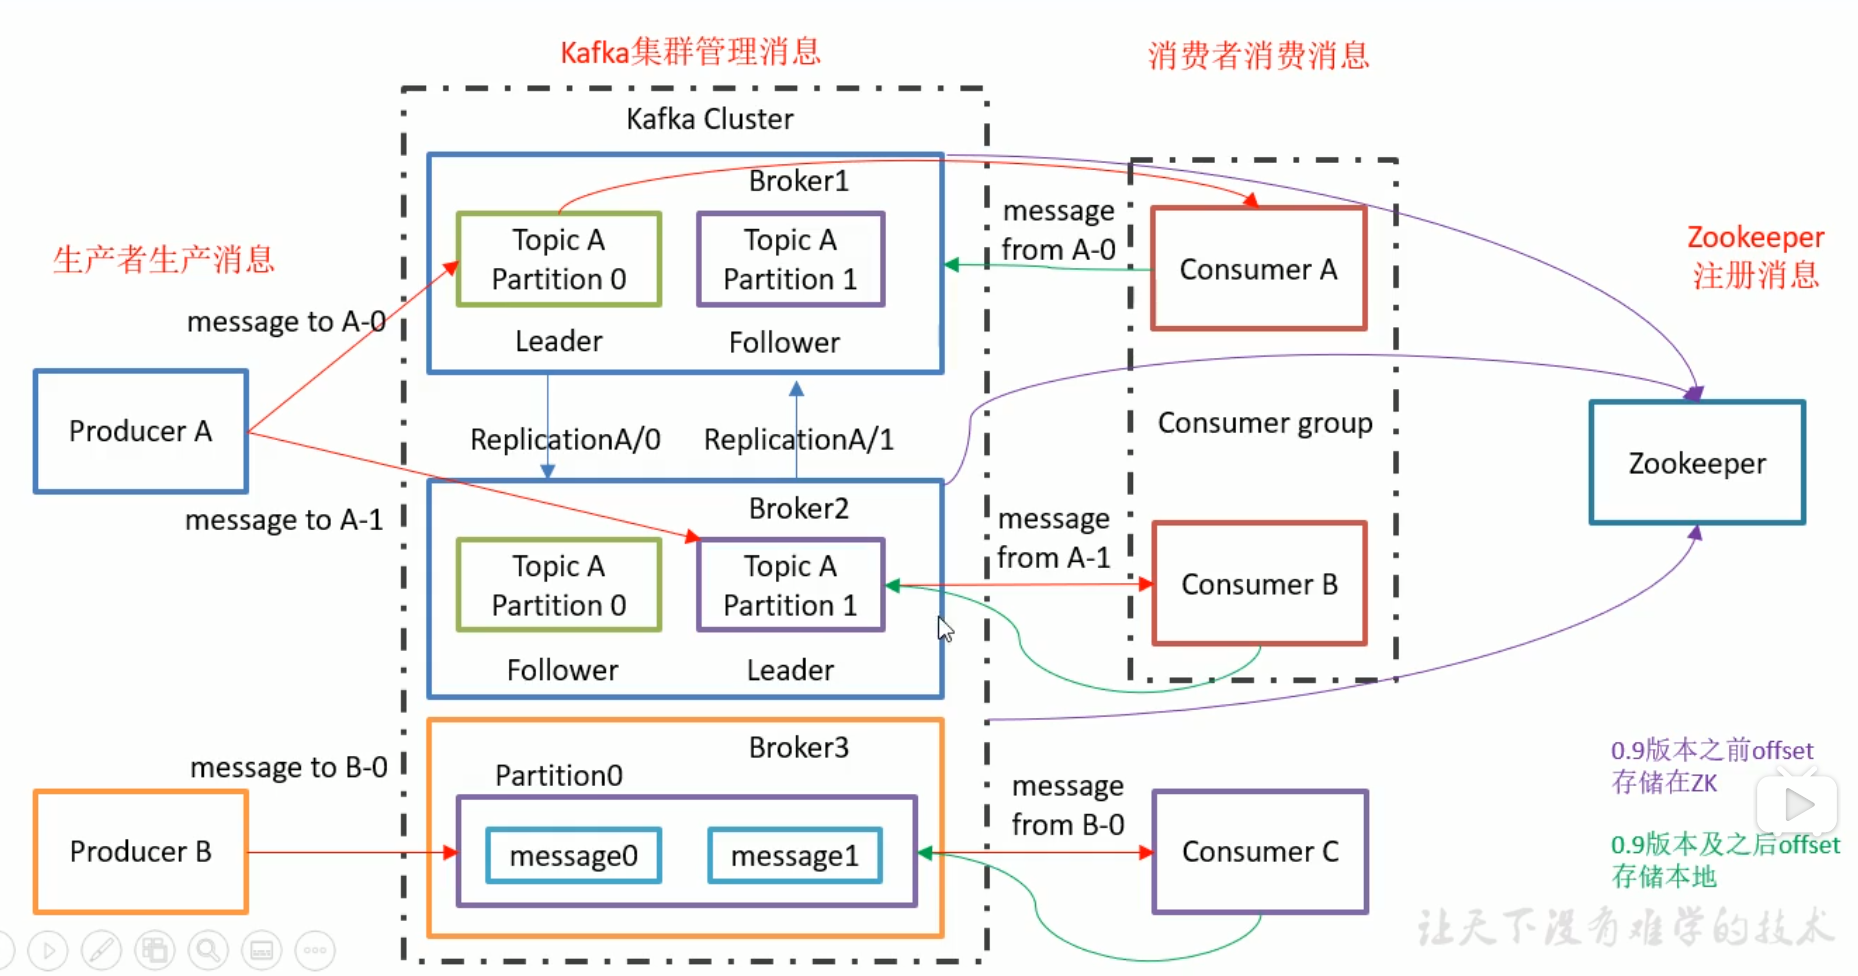 Kafka集群管理消息
消费者消费消息
Kafka Cluster
Broker1
Topic A
Partition 0
Topic A
Partition 1
Leader
Follower
message
from A-0
Consumer A
Zookeeper
注册消息
生产者生产消息
message to A-0
Producer A
message to A-1
ReplicationA/0
ReplicationA/1
Consumer group
Zookeeper
Broker2
Topic A
Partition 0
Topic A
Partition 1
Follower
Leader
message
from A-1
Consumer B
message to B-0
Producer B
Broker3
Partition0
message0
message1
message
from B-0
Consumer C
0.9版本之前offset
存储在ZK
0.9版本及之后offset
存储本地
让天下没有难学的技术